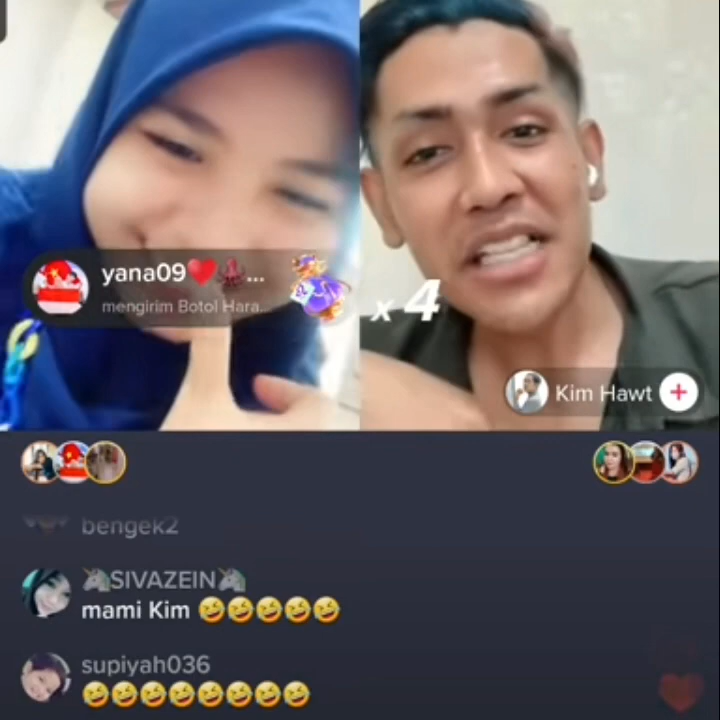 yana09❤️🐙...
mengirim Botol Hara...
x 4
Kim Hawt
bengek2
🦄SIVAZEIN🦄
mami Kim 🤣🤣🤣🤣🤣
supiyah036
🤣🤣🤣🤣🤣🤣🤣🤣